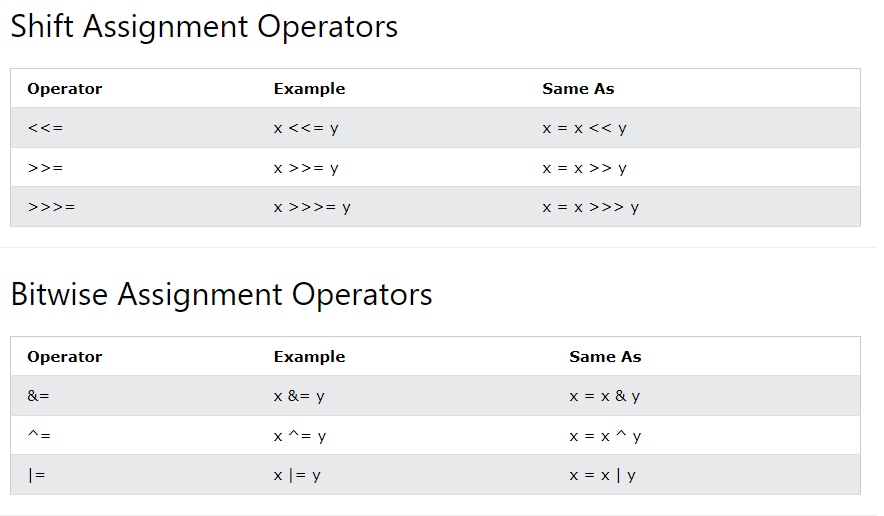 Shift Assignment Operators
Operator Example Same As
<<= x <<= y x = x << y
>>= x >>= y x = x >> y
>>>= x >>>= y x = x >>> y
Bitwise Assignment Operators
Operator Example Same As
&= x &= y x = x & y
^= x ^= y x = x ^ y
|= x |= y x = x | y